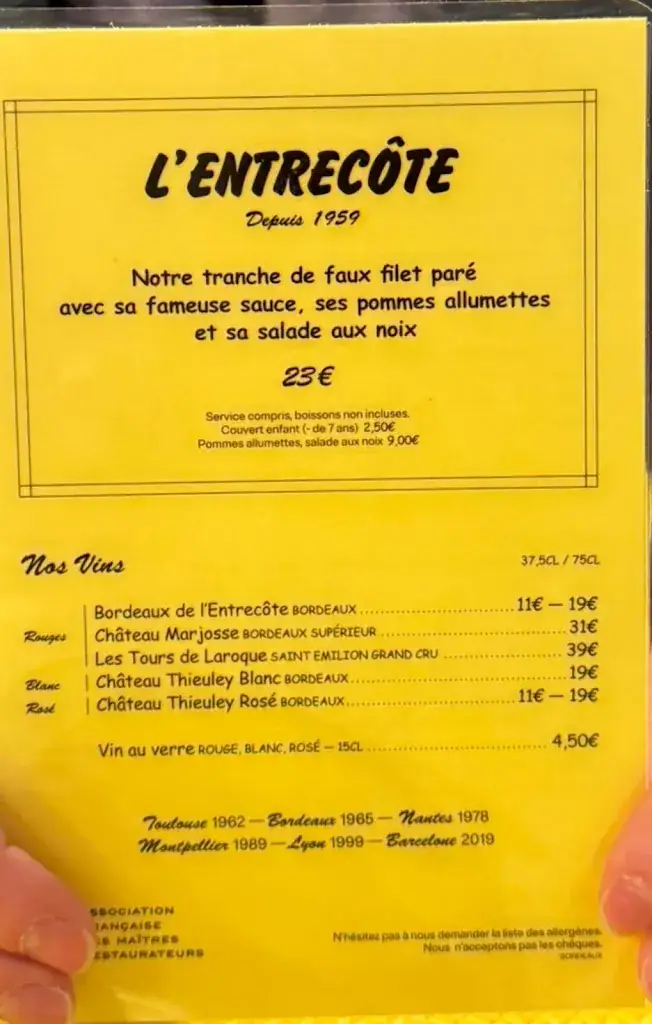 L'ENTRECÔTE
Depuis 1959
Notre tranche de faux filet paré
avec sa fameuse sauce, ses pommes allumettes
et sa salade aux noix
23€
Service compris, boissons non incluses.
Couvert enfant (- de 7 ans) 2,50€
Pommes allumettes, salade aux noix 9,00€
Nos Vins 37,5CL / 75CL
Bordeaux de l'Entrecôte BORDEAUX 11€ — 19€
Rouges Château Marjosse BORDEAUX SUPÉRIEUR 31€
Les Tours de Laroque SAINT EMILION GRAND CRU 39€
Blanc Château Thieuley Blanc BORDEAUX 19€
Rosé Château Thieuley Rosé BORDEAUX 11€ — 19€
Vin au verre ROUGE, BLANC, ROSÉ – 15CL 4,50€
Toulouse 1962 — Bordeaux 1965 — Nantes 1978
Montpellier 1989 — Lyon 1999 — Barcelone 2019
SSOCIATION
ANÇAISE
S MAÎTRES
ESTAURATEURS
N'hésitez pas à nous demander la liste des allergènes.
Nous n'acceptons pas les chèques.
BORDEAUX